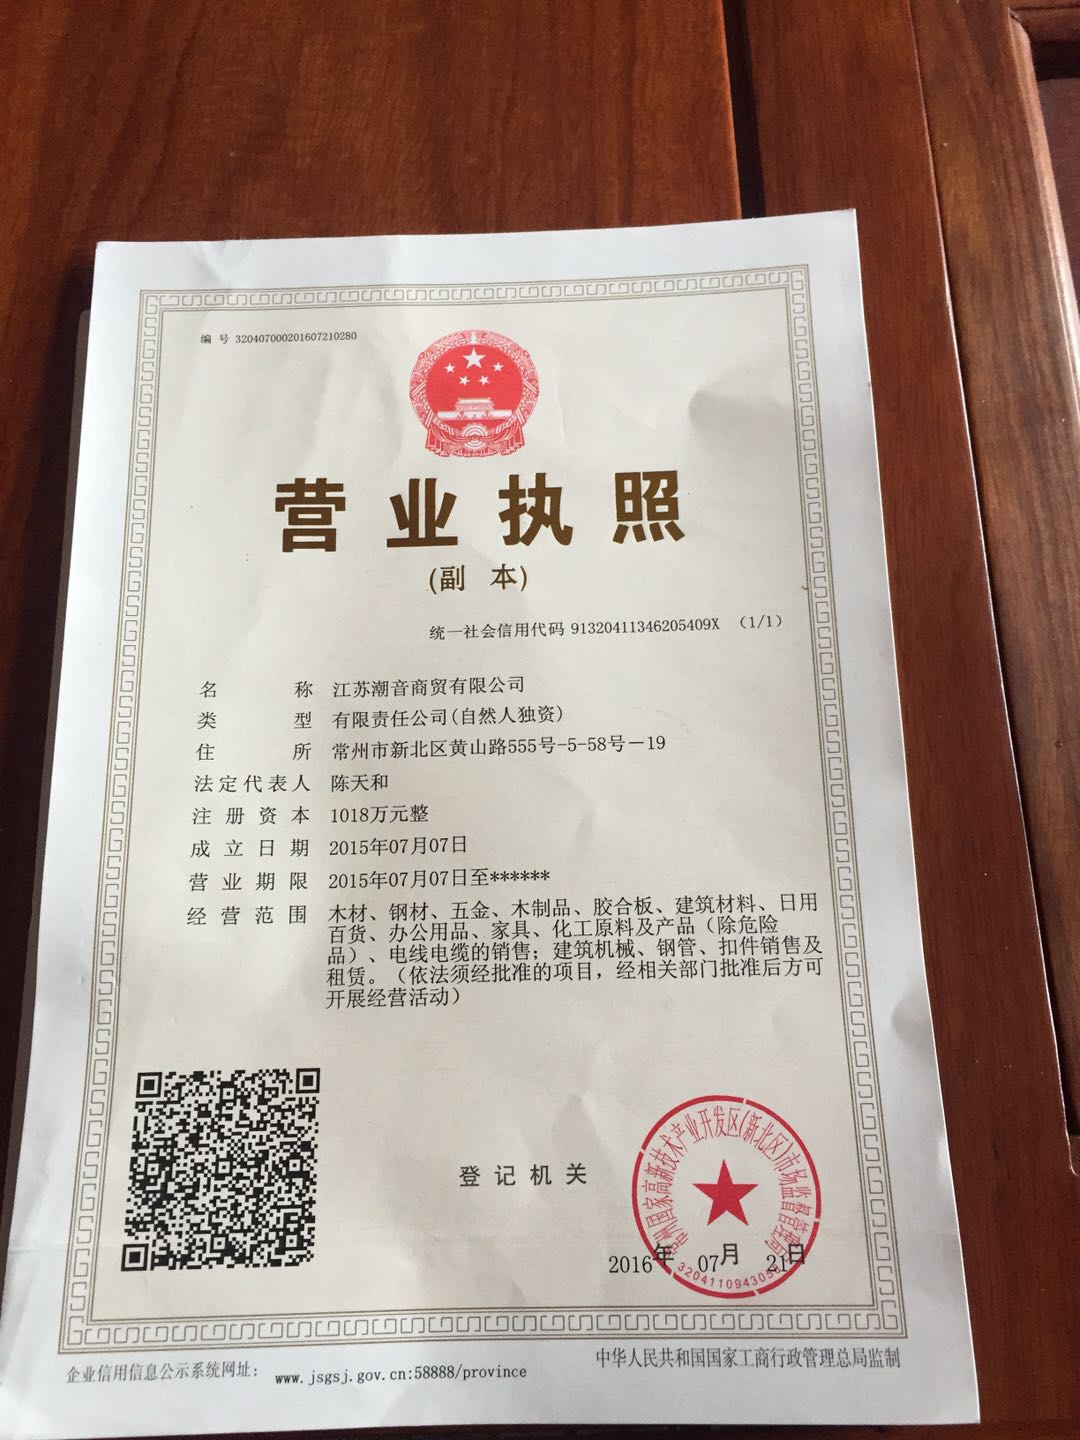 编 号 320407000201607210280
营业执照
(副 本)
统一社会信用代码 91320411346205409X （1/1）
名 称 江苏潮音商贸有限公司
类 型 有限责任公司(自然人独资)
住 所 常州市新北区黄山路555号-5-58号－19
法定代表人 陈天和
注册资本 1018万元整
成立日期 2015年07月07日
营业期限 2015年07月07日至******
经营范围 木材、钢材、五金、木制品、胶合板、建筑材料、日用
百货、办公用品、家具、化工原料及产品（除危险
品）、电线电缆的销售；建筑机械、钢管、扣件销售及
租赁。（依法须经批准的项目，经相关部门批准后方可
开展经营活动）
登记机关
常州国家高新技术产业开发区(新北区)市场监督管理局
2016年 07月 21日
企业信用信息公示系统网址： www.jsgsj.gov.cn:58888/province
中华人民共和国国家工商行政管理总局监制